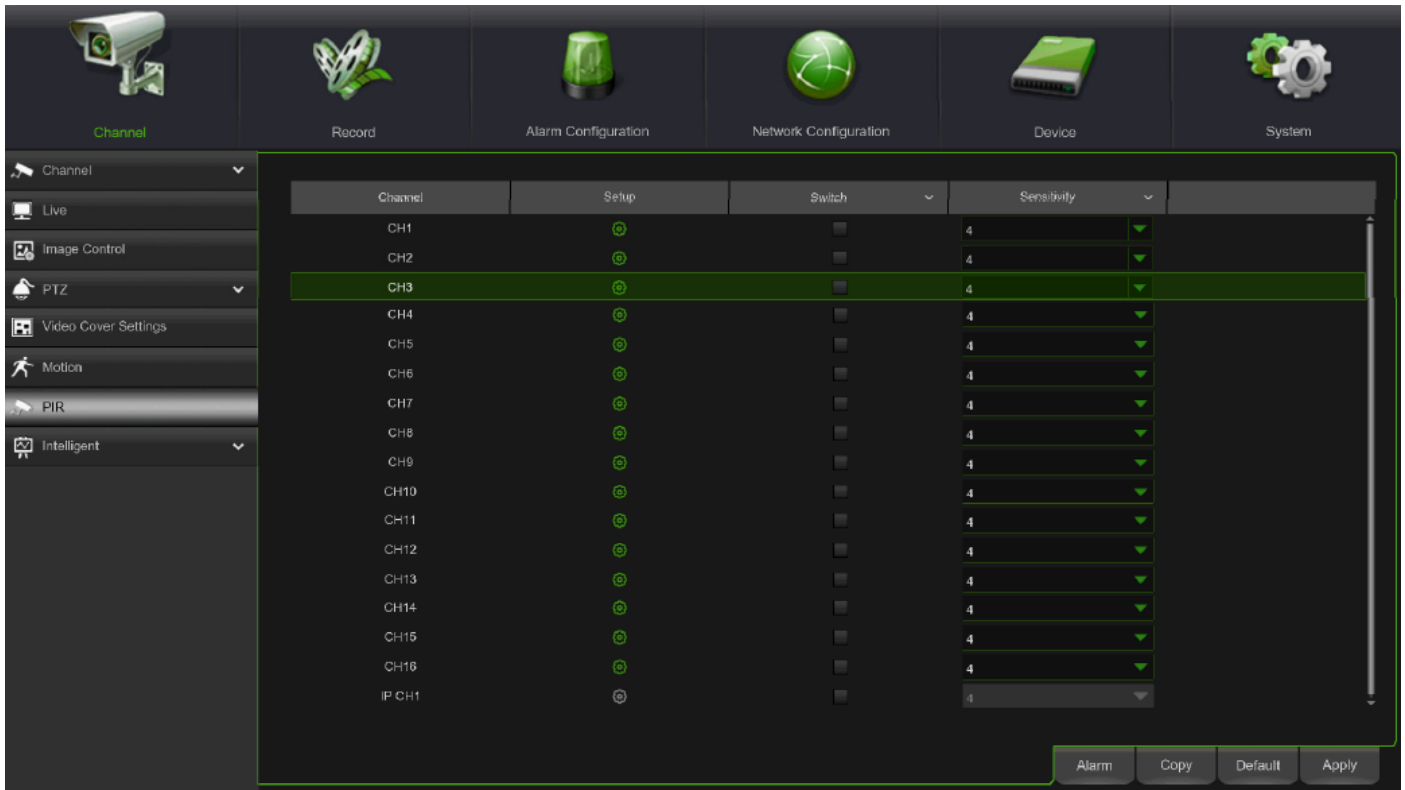 Channel Record Alarm Configuration Network Configuration Device System
Channel
Live
Image Control
PTZ
Video Cover Settings
Motion
PIR
Intelligent
Channel Setup Switch Sensitivity
CH1 4
CH2 4
CH3 4
CH4 4
CH5 4
CH6 4
CH7 4
CH8 4
CH9 4
CH10 4
CH11 4
CH12 4
CH13 4
CH14 4
CH15 4
CH16 4
IP CH1 4
Alarm Copy Default Apply